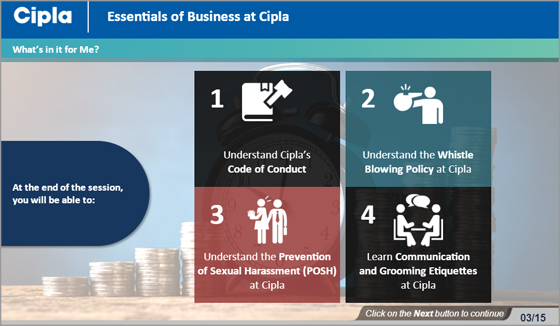 Cipla
Essentials of Business at Cipla
What's in it for Me?
At the end of the session,
you will be able to:
1
Understand Cipla's
Code of Conduct
2
Understand the Whistle
Blowing Policy at Cipla
3
Understand the Prevention
of Sexual Harassment (POSH)
at Cipla
4
Learn Communication
and Grooming Etiquettes
at Cipla
Click on the Next button to continue
03/15